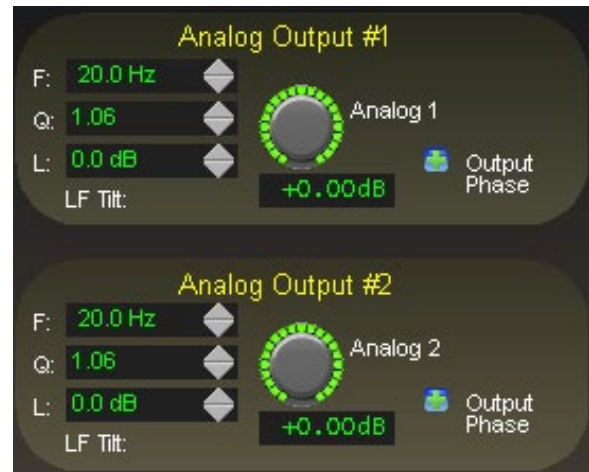 Analog Output #1
F: 20.0 Hz
Q: 1.06
Analog 1
L: 0.0 dB
Output
Phase
+0.00dB
LF Tilt:
Analog Output #2
F: 20.0 Hz
Q: 1.06
Analog 2
L: 0.0 dB
Output
Phase
+0.00dB
LF Tilt: